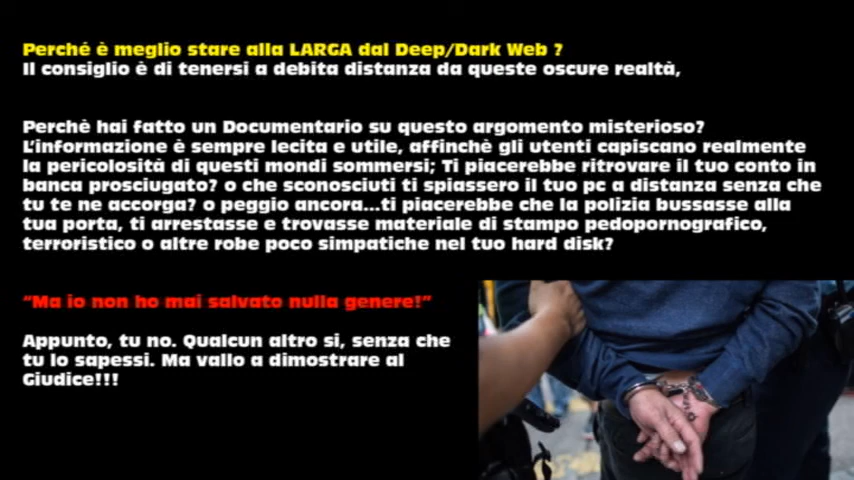 Perché è meglio stare alla LARGA dal Deep/Dark Web ?
Il consiglio è di tenersi a debita distanza da queste oscure realtà,
Perchè hai fatto un Documentario su questo argomento misterioso?
L'informazione è sempre lecita e utile, affinchè gli utenti capiscano realmente
la pericolosità di questi mondi sommersi; Ti piacerebbe ritrovare il tuo conto in
banca prosciugato? o che sconosciuti ti spiassero il tuo pc a distanza senza che
tu te ne accorga? o peggio ancora...ti piacerebbe che la polizia bussasse alla
tua porta, ti arrestasse e trovasse materiale di stampo pedopornografico,
terroristico o altre robe poco simpatiche nel tuo hard disk?
"Ma io non ho mai salvato nulla genere!"
Appunto, tu no. Qualcun altro si, senza che
tu lo sapessi. Ma vallo a dimostrare al
Giudice!!!